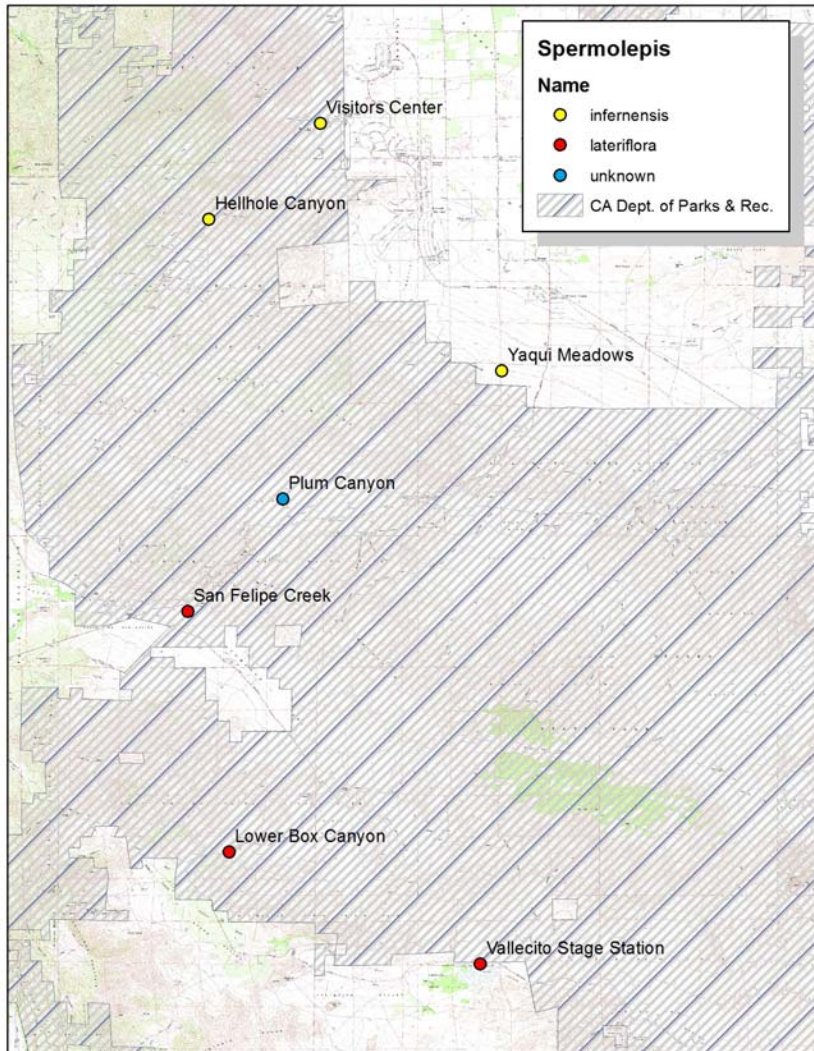 Spermolepis
Name
infernensis
lateriflora
unknown
CA Dept. of Parks & Rec.
Visitors Center
Hellhole Canyon
Yaqui Meadows
Plum Canyon
San Felipe Creek
Lower Box Canyon
Vallecito Stage Station